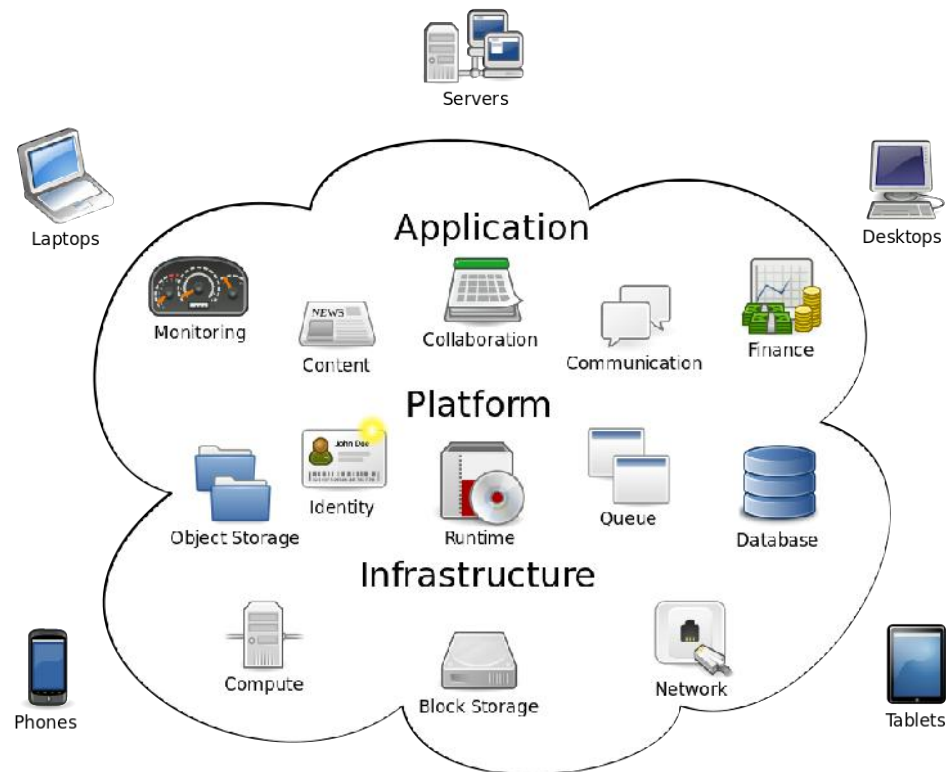 Servers
Laptops
Desktops
Application
Monitoring
NEWS
Content
Collaboration
Communication
Finance
Platform
John Doe
Object Storage
Identity
Runtime
Queue
Database
Infrastructure
Compute
Block Storage
Network
Phones
Tablets